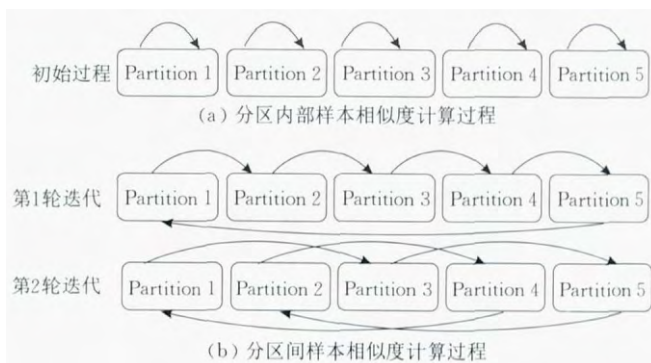 初始过程 Partition 1 Partition 2 Partition 3 Partition 4 Partition 5
(a) 分区内部样本相似度计算过程
第1轮迭代 Partition 1 Partition 2 Partition 3 Partition 4 Partition 5
第2轮迭代 Partition 1 Partition 2 Partition 3 Partition 4 Partition 5
(b) 分区间样本相似度计算过程